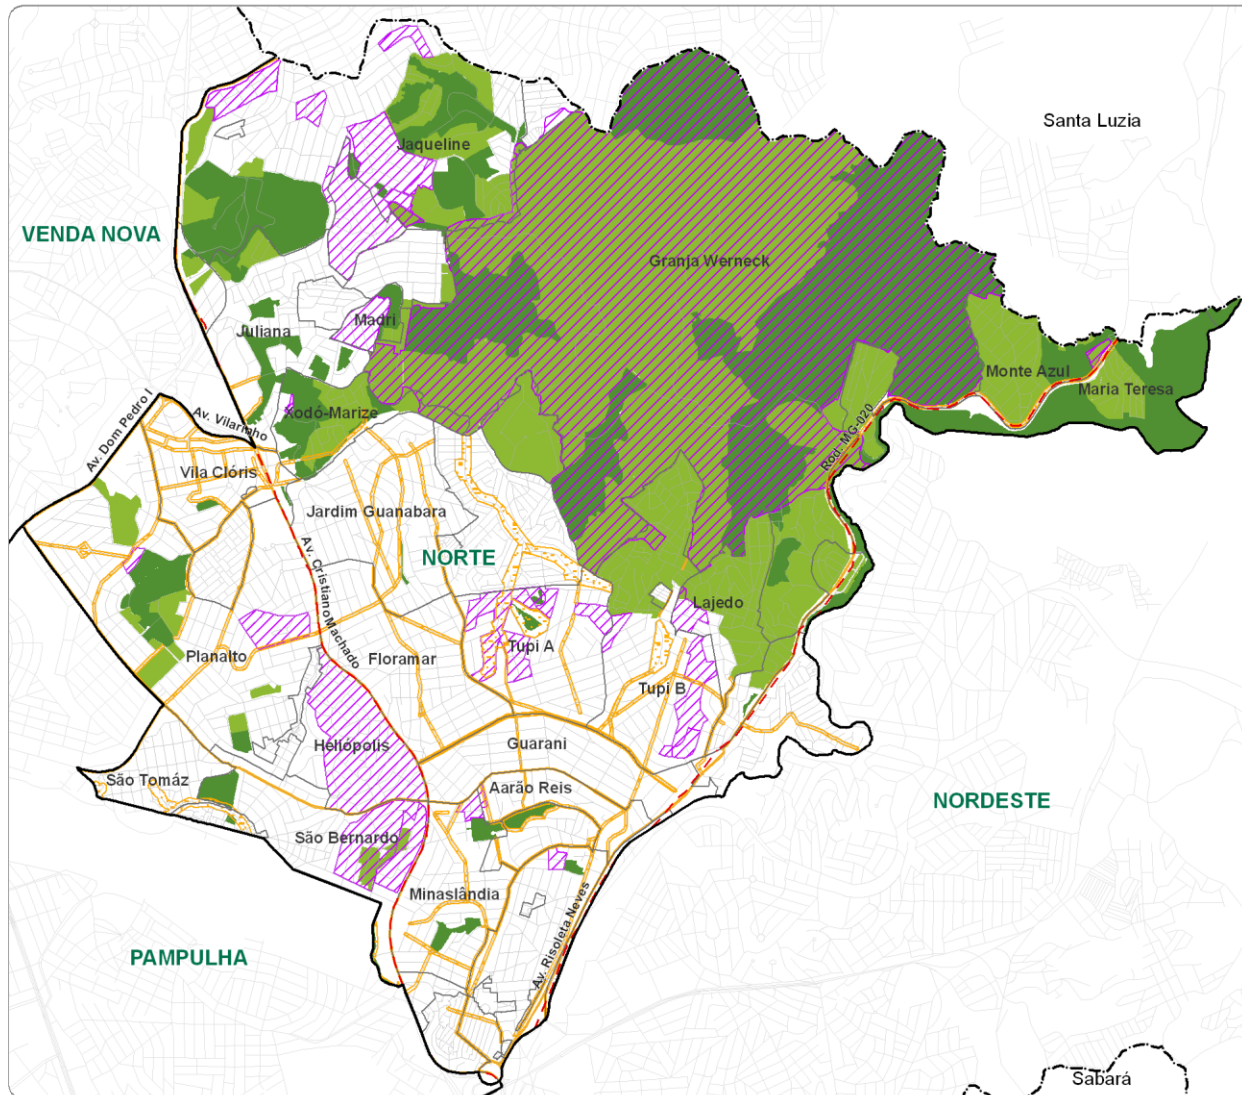 Santa Luzia
Jaqueline
VENDA NOVA
Granja Werneck
Madri
Juliana
Monte Azul
Maria Teresa
Xodó-Marize
Av. Dom Pedro I
Av. Vilarinho
Rod. MG-020
Vila Clóris
Jardim Guanabara
NORTE
Av. Cristiano Machado
Lajedo
Planalto
Floramar
Tupi A
Tupi B
Heliópolis
Guarani
São Tomáz
Aarão Reis
NORDESTE
São Bernardo
Minaslândia
Av. Risoleta Neves
PAMPULHA
Sabará